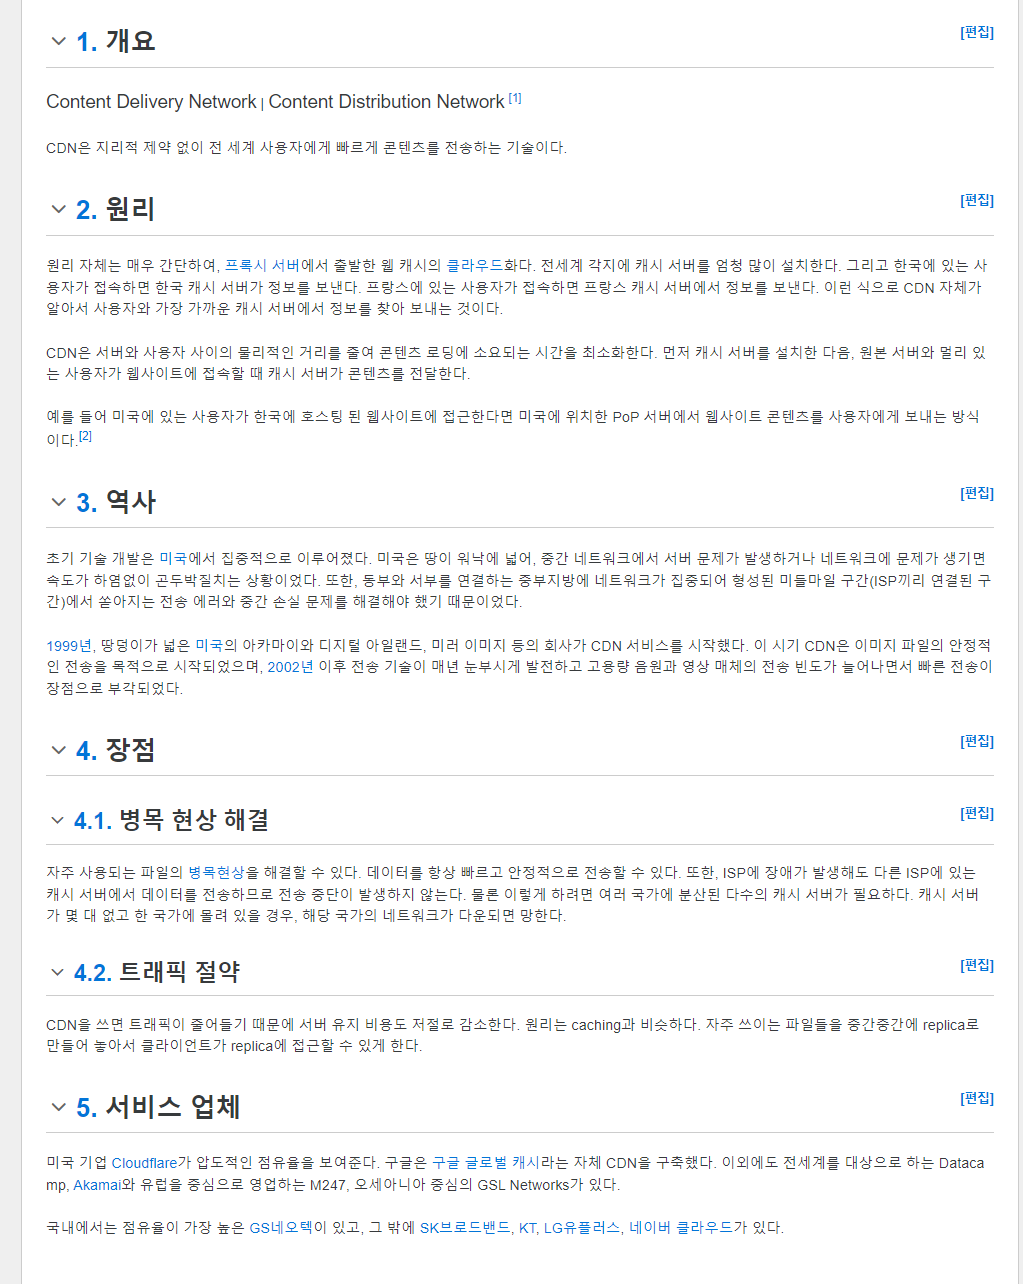 1. 개요 [편집]
Content Delivery Network | Content Distribution Network [1]
CDN은 지리적 제약 없이 전 세계 사용자에게 빠르게 콘텐츠를 전송하는 기술이다.
2. 원리 [편집]
원리 자체는 매우 간단하여, 프록시 서버에서 출발한 웹 캐시의 클라우드화다. 전세계 각지에 캐시 서버를 엄청 많이 설치한다. 그리고 한국에 있는 사
용자가 접속하면 한국 캐시 서버가 정보를 보낸다. 프랑스에 있는 사용자가 접속하면 프랑스 캐시 서버에서 정보를 보낸다. 이런 식으로 CDN 자체가
알아서 사용자와 가장 가까운 캐시 서버에서 정보를 찾아 보내는 것이다.
CDN은 서버와 사용자 사이의 물리적인 거리를 줄여 콘텐츠 로딩에 소요되는 시간을 최소화한다. 먼저 캐시 서버를 설치한 다음, 원본 서버와 멀리 있
는 사용자가 웹사이트에 접속할 때 캐시 서버가 콘텐츠를 전달한다.
예를 들어 미국에 있는 사용자가 한국에 호스팅 된 웹사이트에 접근한다면 미국에 위치한 PoP 서버에서 웹사이트 콘텐츠를 사용자에게 보내는 방식
이다.[2]
3. 역사 [편집]
초기 기술 개발은 미국에서 집중적으로 이루어졌다. 미국은 땅이 워낙에 넓어, 중간 네트워크에서 서버 문제가 발생하거나 네트워크에 문제가 생기면
속도가 하염없이 곤두박질치는 상황이었다. 또한, 동부와 서부를 연결하는 중부지방에 네트워크가 집중되어 형성된 미들마일 구간(ISP끼리 연결된 구
간)에서 쏟아지는 전송 에러와 중간 손실 문제를 해결해야 했기 때문이었다.
1999년, 땅덩이가 넓은 미국의 아카마이와 디지털 아일랜드, 미러 이미지 등의 회사가 CDN 서비스를 시작했다. 이 시기 CDN은 이미지 파일의 안정적
인 전송을 목적으로 시작되었으며, 2002년 이후 전송 기술이 매년 눈부시게 발전하고 고용량 음원과 영상 매체의 전송 빈도가 늘어나면서 빠른 전송이
장점으로 부각되었다.
4. 장점 [편집]
4.1. 병목 현상 해결 [편집]
자주 사용되는 파일의 병목현상을 해결할 수 있다. 데이터를 항상 빠르고 안정적으로 전송할 수 있다. 또한, ISP에 장애가 발생해도 다른 ISP에 있는
캐시 서버에서 데이터를 전송하므로 전송 중단이 발생하지 않는다. 물론 이렇게 하려면 여러 국가에 분산된 다수의 캐시 서버가 필요하다. 캐시 서버
가 몇 대 없고 한 국가에 몰려 있을 경우, 해당 국가의 네트워크가 다운되면 망한다.
4.2. 트래픽 절약 [편집]
CDN을 쓰면 트래픽이 줄어들기 때문에 서버 유지 비용도 저절로 감소한다. 원리는 caching과 비슷하다. 자주 쓰이는 파일들을 중간중간에 replica로
만들어 놓아서 클라이언트가 replica에 접근할 수 있게 한다.
5. 서비스 업체 [편집]
미국 기업 Cloudflare가 압도적인 점유율을 보여준다. 구글은 구글 글로벌 캐시라는 자체 CDN을 구축했다. 이외에도 전세계를 대상으로 하는 Dataca
mp, Akamai와 유럽을 중심으로 영업하는 M247, 오세아니아 중심의 GSL Networks가 있다.
국내에서는 점유율이 가장 높은 GS네오텍이 있고, 그 밖에 SK브로드밴드, KT, LG유플러스, 네이버 클라우드가 있다.